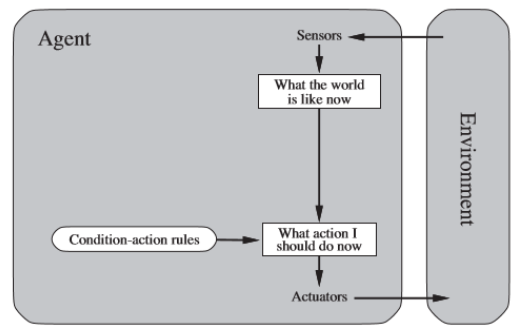 Agent
Sensors
What the world
is like now
Environment
Condition-action rules
What action I
should do now
Actuators